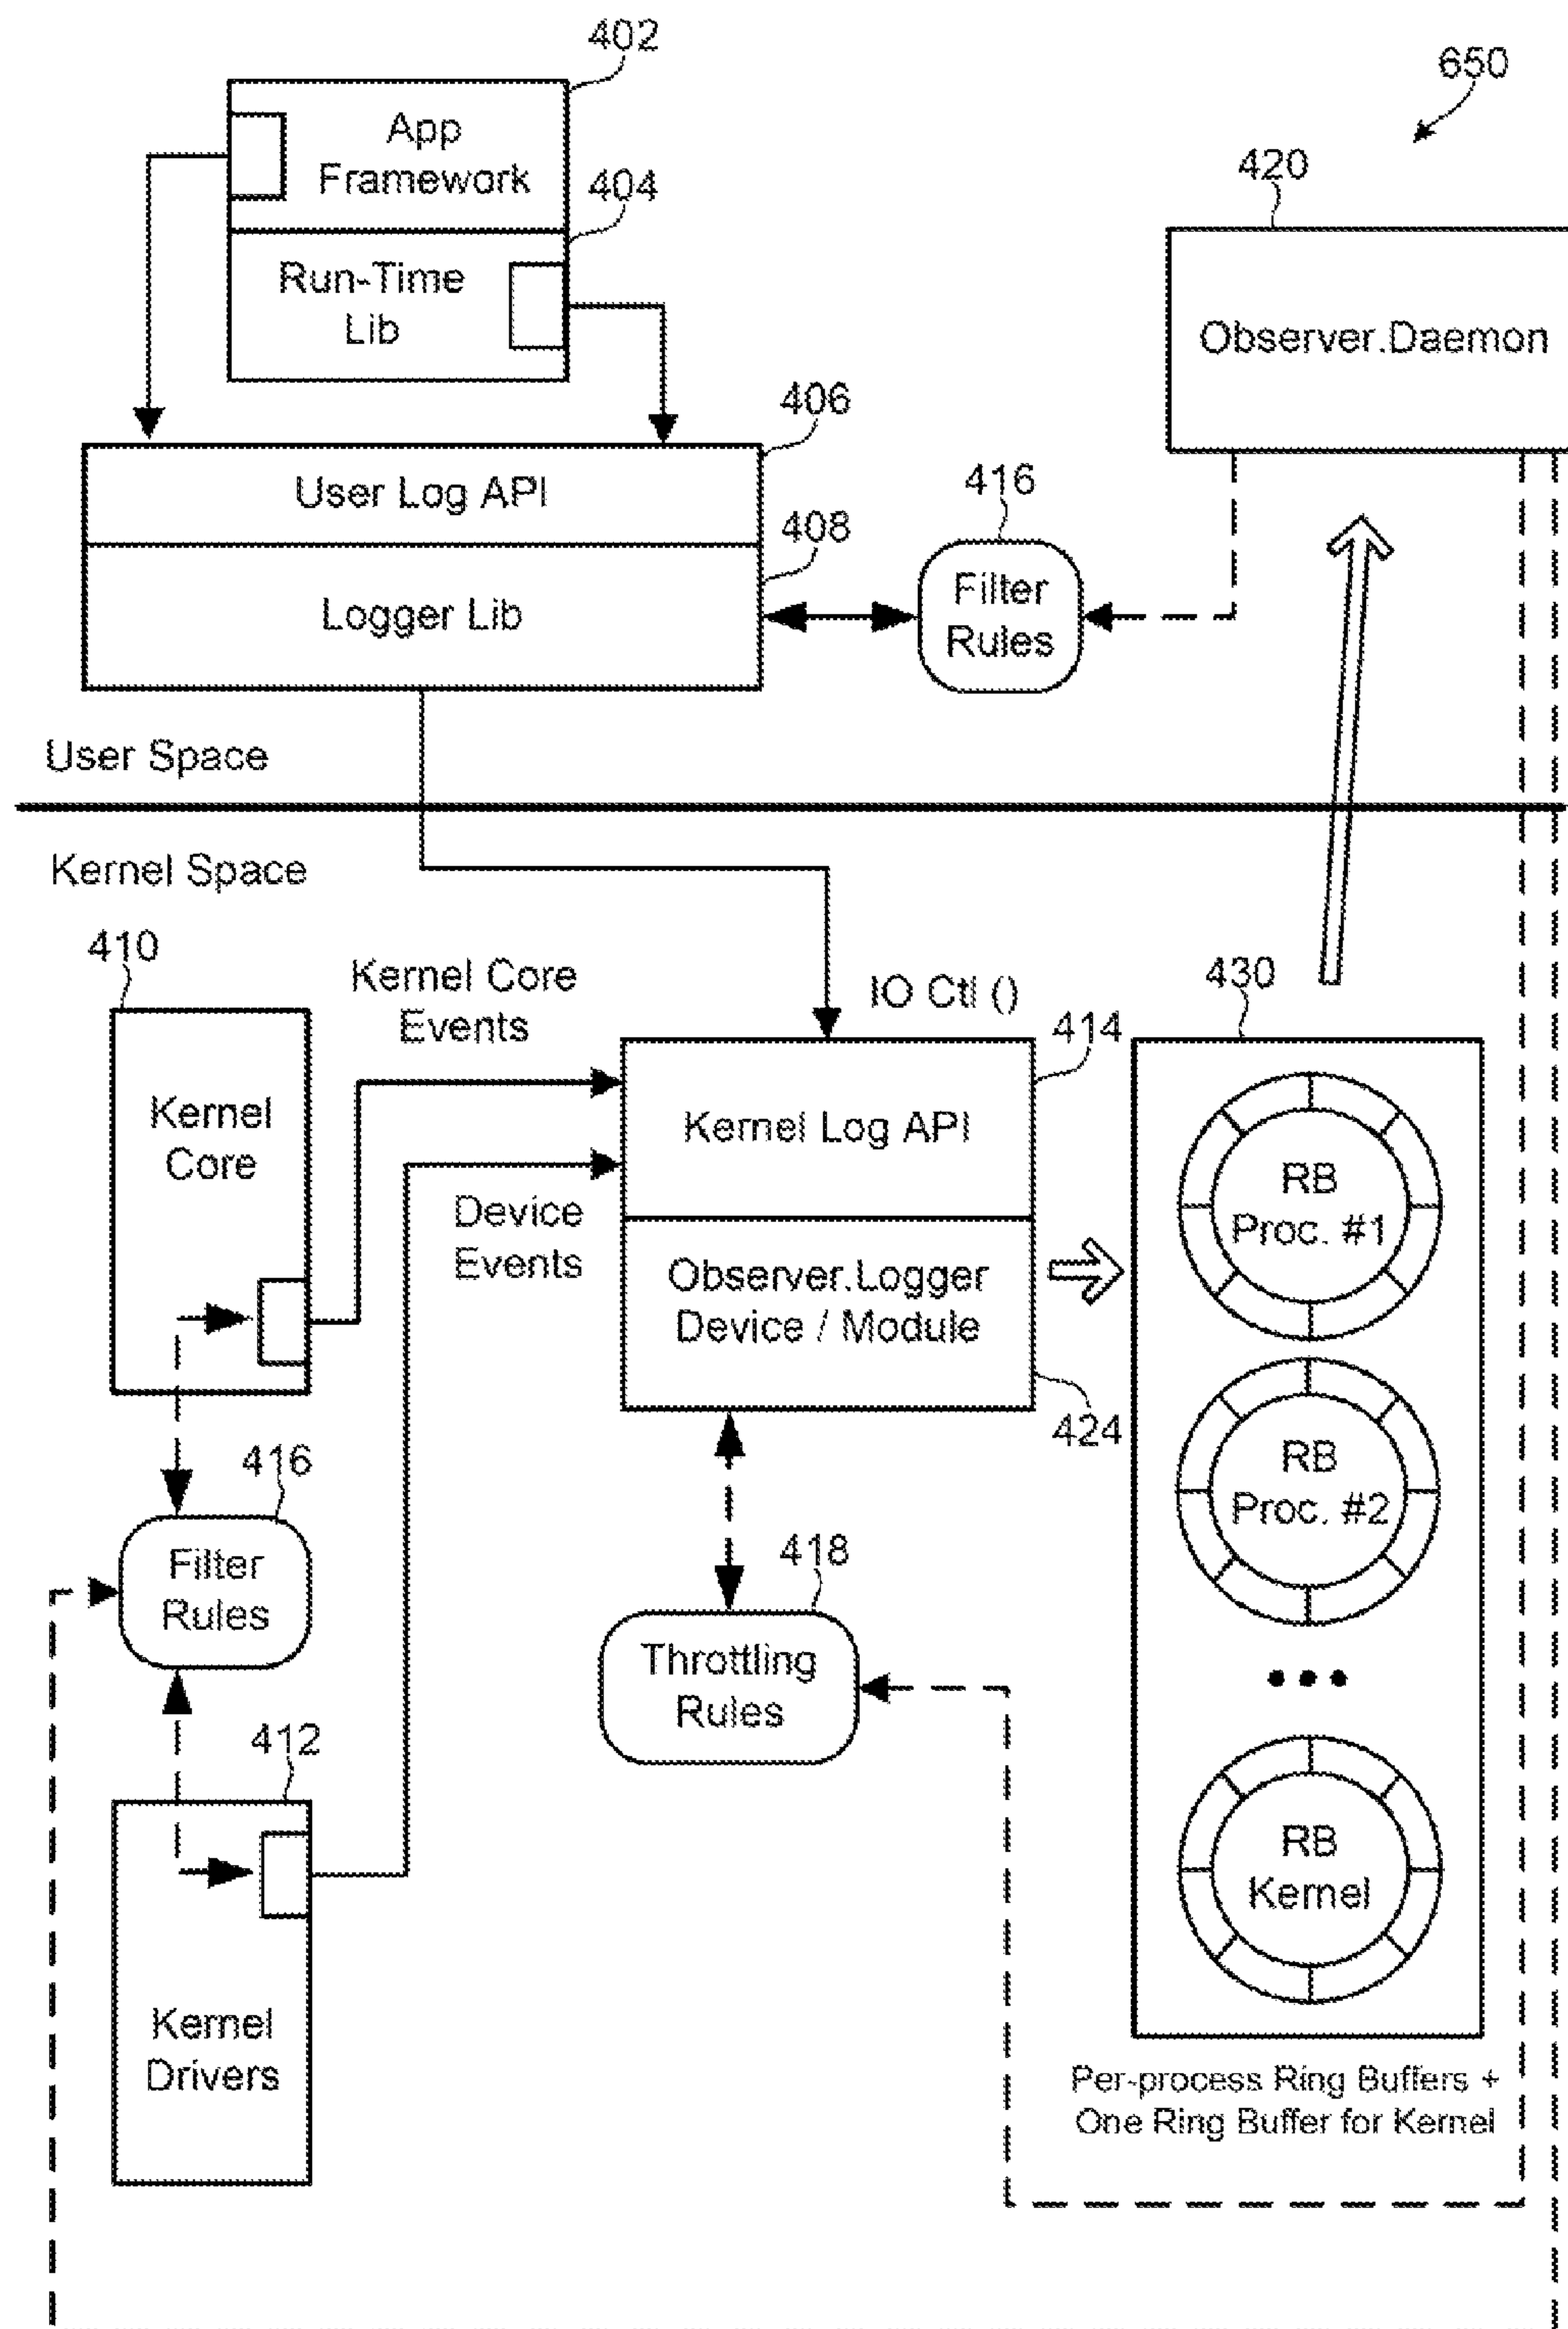 402
650
App
Framework
404
420
Run-Time
Lib
Observer.Daemon
406
User Log API
416
408
Filter
Rules
Logger Lib
User Space
Kernel Space
410
Kernel Core
Events
IO Ctl ()
430
414
Kernel
Core
Kernel Log API
RB
Proc. #1
Device
Events
Observer.Logger
Device / Module
424
RB
Proc. #2
416
Filter
Rules
418
Throttling
Rules
•••
412
RB
Kernel
Kernel
Drivers
Per-process Ring Buffers +
One Ring Buffer for Kernel